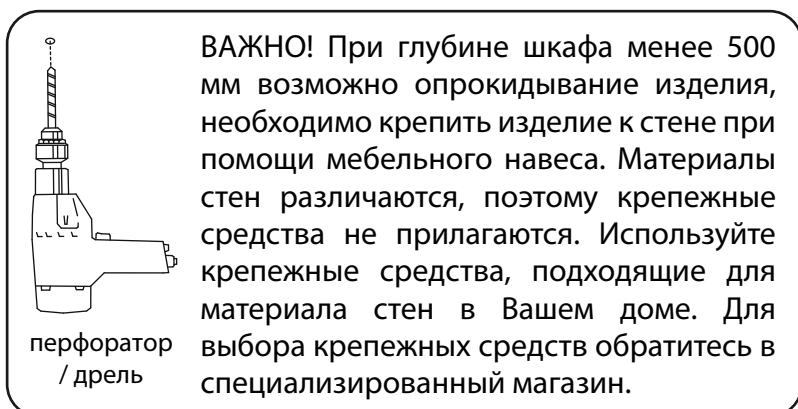 ВАЖНО! При глубине шкафа менее 500
мм возможно опрокидывание изделия,
необходимо крепить изделие к стене при
помощи мебельного навеса. Материалы
стен различаются, поэтому крепежные
средства не прилагаются. Используйте
крепежные средства, подходящие для
материала стен в Вашем доме. Для
выбора крепежных средств обратитесь в
специализированный магазин.
перфоратор
/ дрель